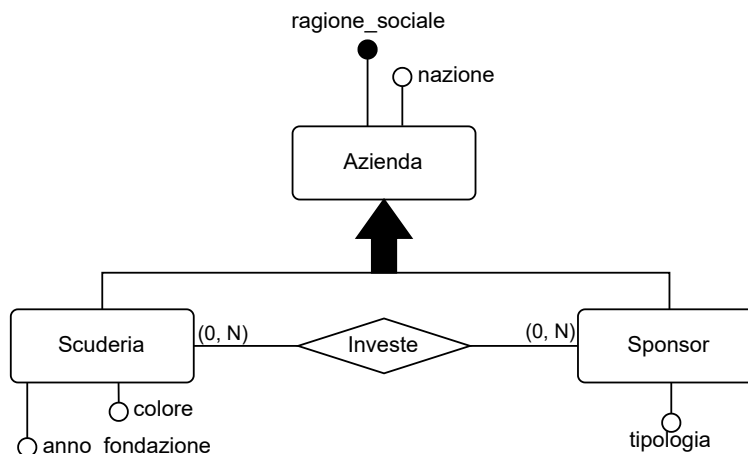 ragione_sociale
nazione
Azienda
Scuderia
(0, N)
Investe
(0, N)
Sponsor
colore
anno_fondazione
tipologia